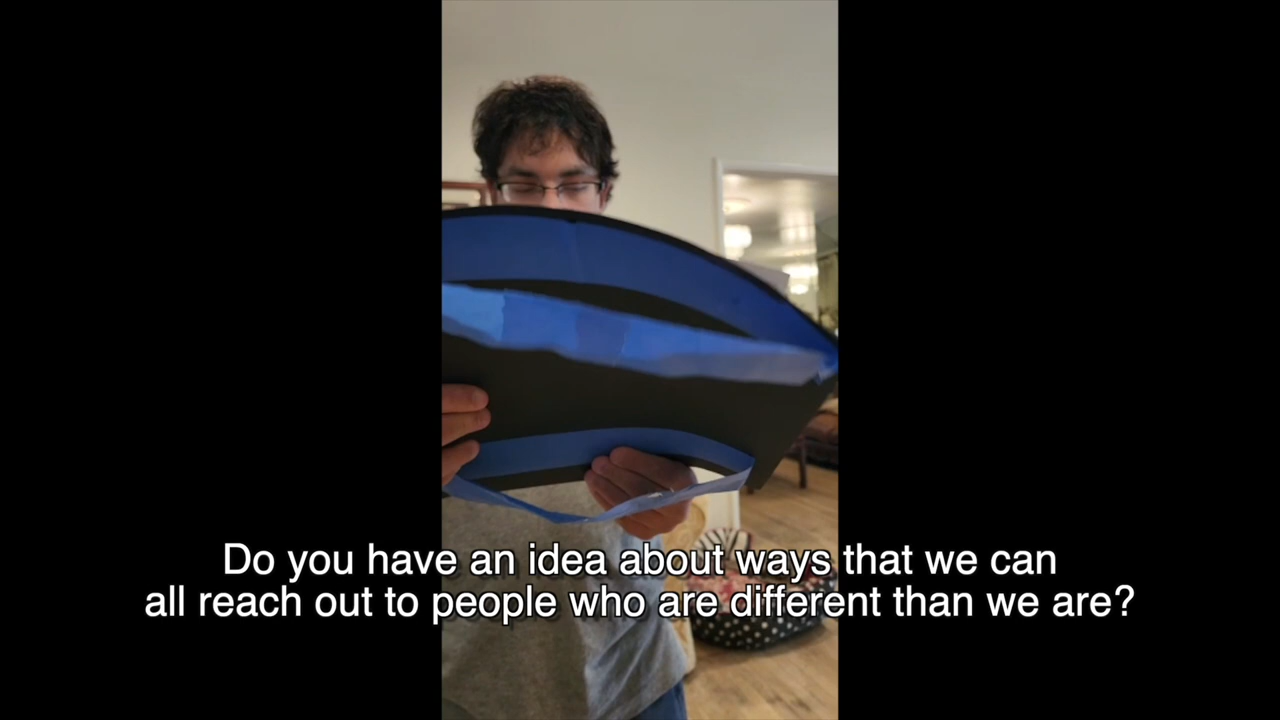 Do you have an idea about ways that we can
all reach out to people who are different than we are?